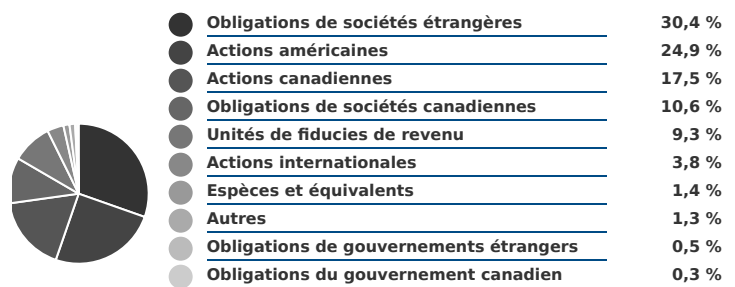 Obligations de sociétés étrangères 30,4 %
Actions américaines 24,9 %
Actions canadiennes 17,5 %
Obligations de sociétés canadiennes 10,6 %
Unités de fiducies de revenu 9,3 %
Actions internationales 3,8 %
Espèces et équivalents 1,4 %
Autres 1,3 %
Obligations de gouvernements étrangers 0,5 %
Obligations du gouvernement canadien 0,3 %